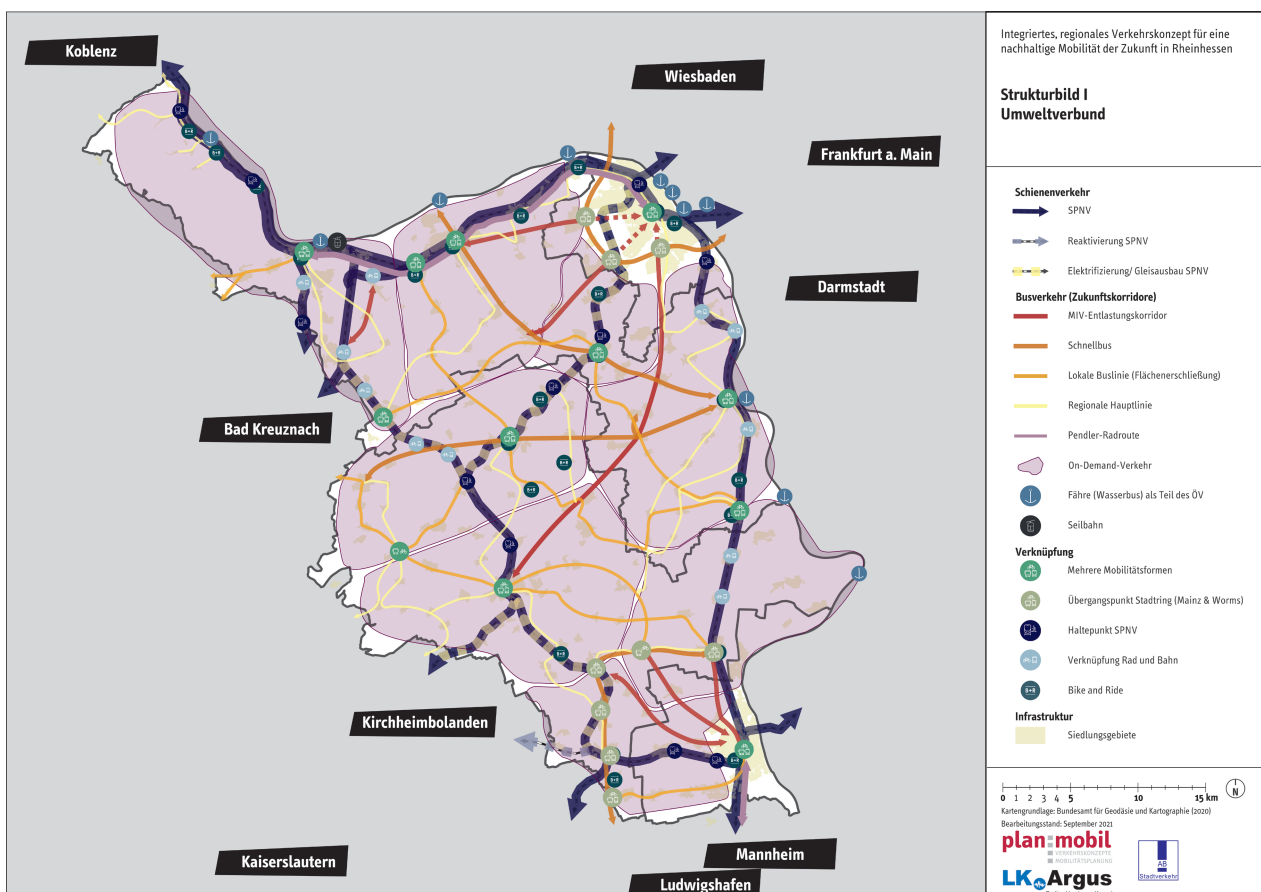 Koblenz
Wiesbaden
Frankfurt a. Main
Darmstadt
Bad Kreuznach
Kirchheimbolanden
Kaiserslautern
Mannheim
Ludwigshafen
Integriertes, regionales Verkehrskonzept für eine
nachhaltige Mobilität der Zukunft in Rheinhessen
Strukturbild I
Umweltverbund
Schienenverkehr
SPNV
Reaktivierung SPNV
Elektrifizierung/ Gleisausbau SPNV
Busverkehr (Zukunftskorridore)
MIV-Entlastungskorridor
Schnellbus
Lokale Buslinie (Flächenerschließung)
Regionale Hauptlinie
Pendler-Radroute
On-Demand-Verkehr
Fähre (Wasserbus) als Teil des ÖV
Seilbahn
Verknüpfung
Mehrere Mobilitätsformen
Übergangspunkt Stadtring (Mainz & Worms)
Haltepunkt SPNV
Verknüpfung Rad und Bahn
B+R Bike and Ride
Infrastruktur
Siedlungsgebiete
0 1 2 3 4 5 10 15 km
N
Kartengrundlage: Bundesamt für Geodäsie und Kartographie (2020)
Bearbeitungsstand: September 2021
plan:mobil
VERKEHRSKONZEPTE
MOBILITÄTSPLANUNG
AB
Stadtverkehr
LK Argus